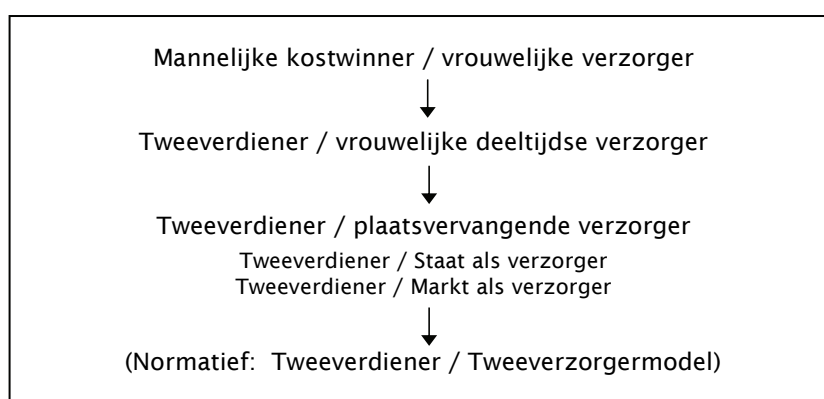 Mannelijke kostwinner / vrouwelijke verzorger
Tweeverdiener / vrouwelijke deeltijdse verzorger
Tweeverdiener / plaatsvervangende verzorger
Tweeverdiener / Staat als verzorger
Tweeverdiener / Markt als verzorger
(Normatief: Tweeverdiener / Tweeverzorgermodel)